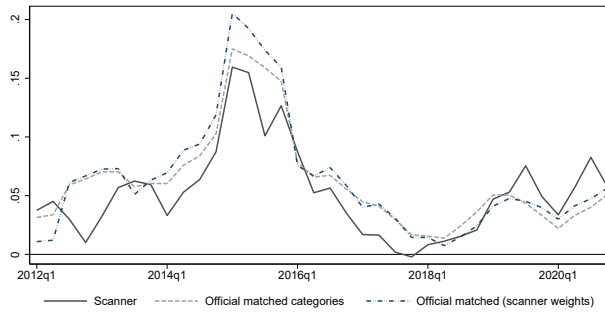 .2
.15
.1
.05
0
2012q1 2014q1 2016q1 2018q1 2020q1
Scanner Official matched categories Official matched (scanner weights)